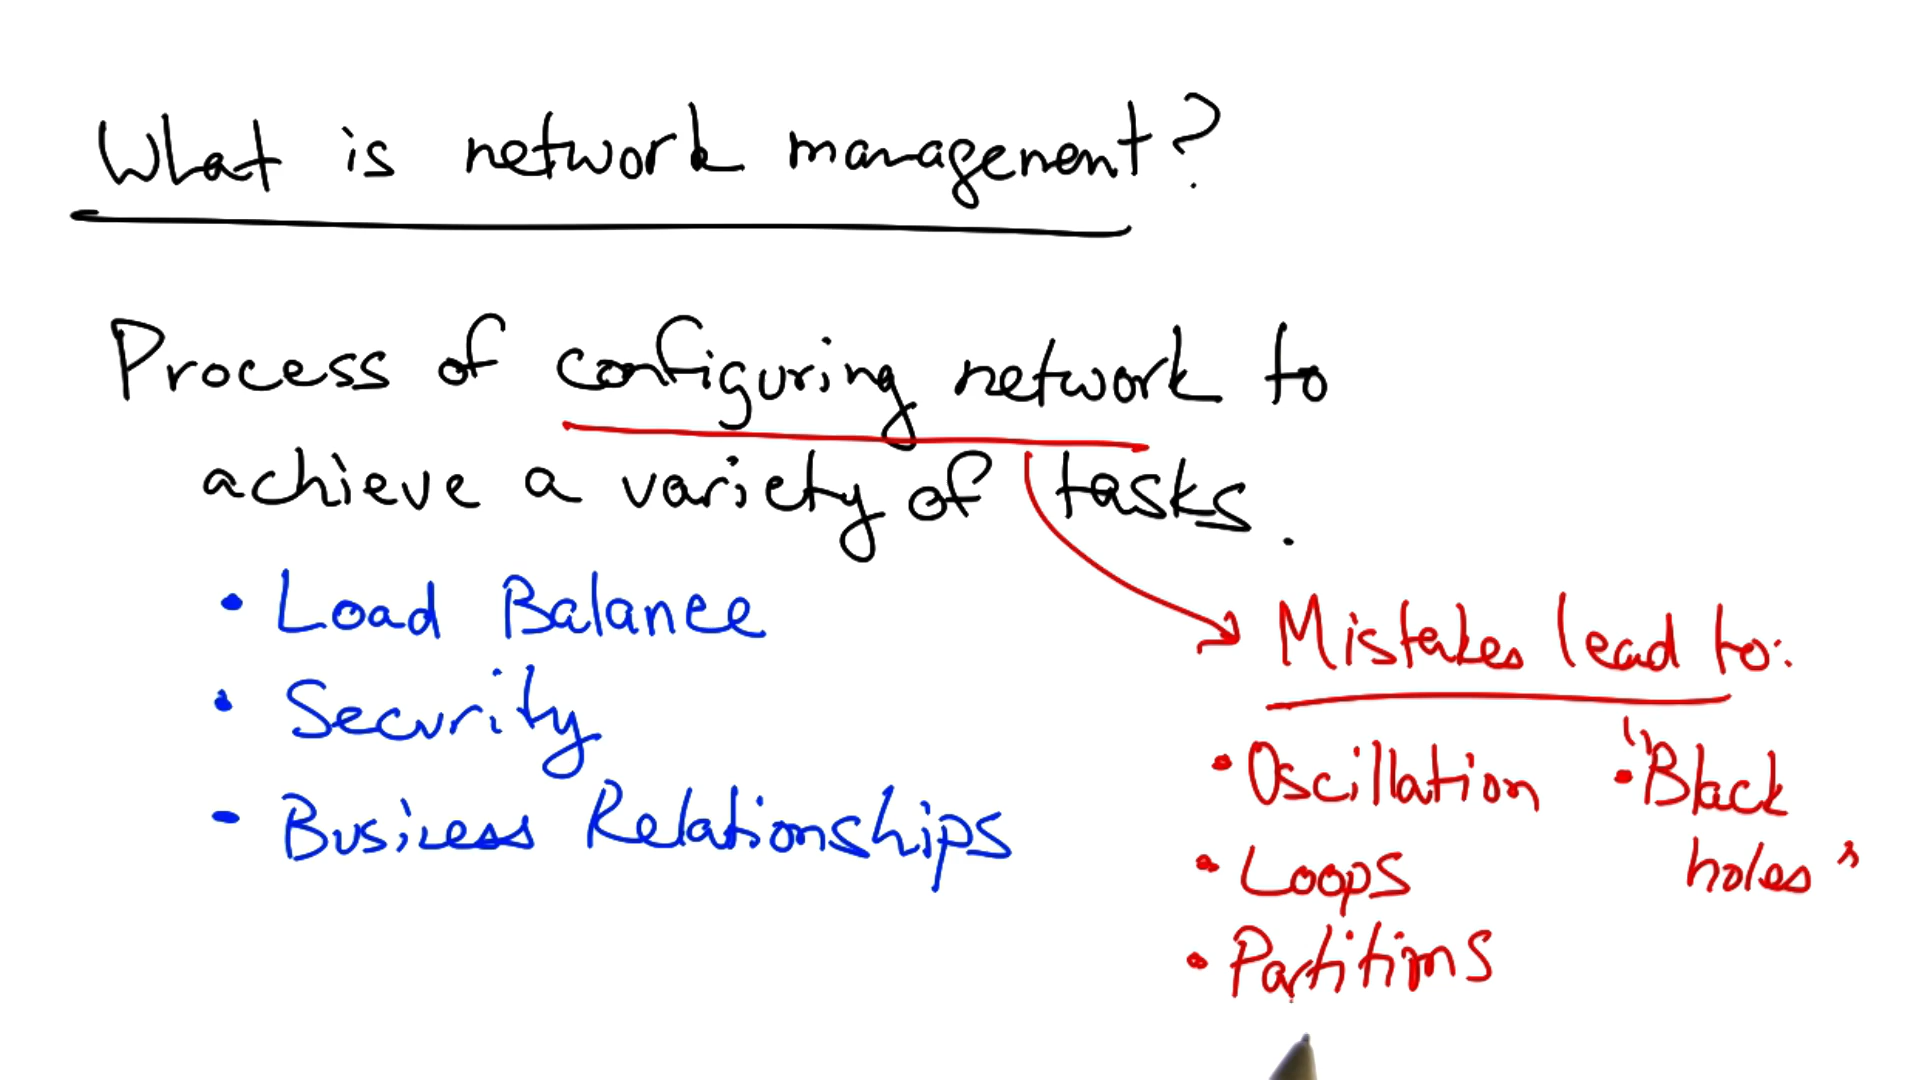 What is network management?
Process of configuring network to
achieve a variety of tasks.
• Load Balance
• Security
• Business Relationships
Mistakes lead to:
• Oscillation
• Loops
• Partitions
• "Black
holes"